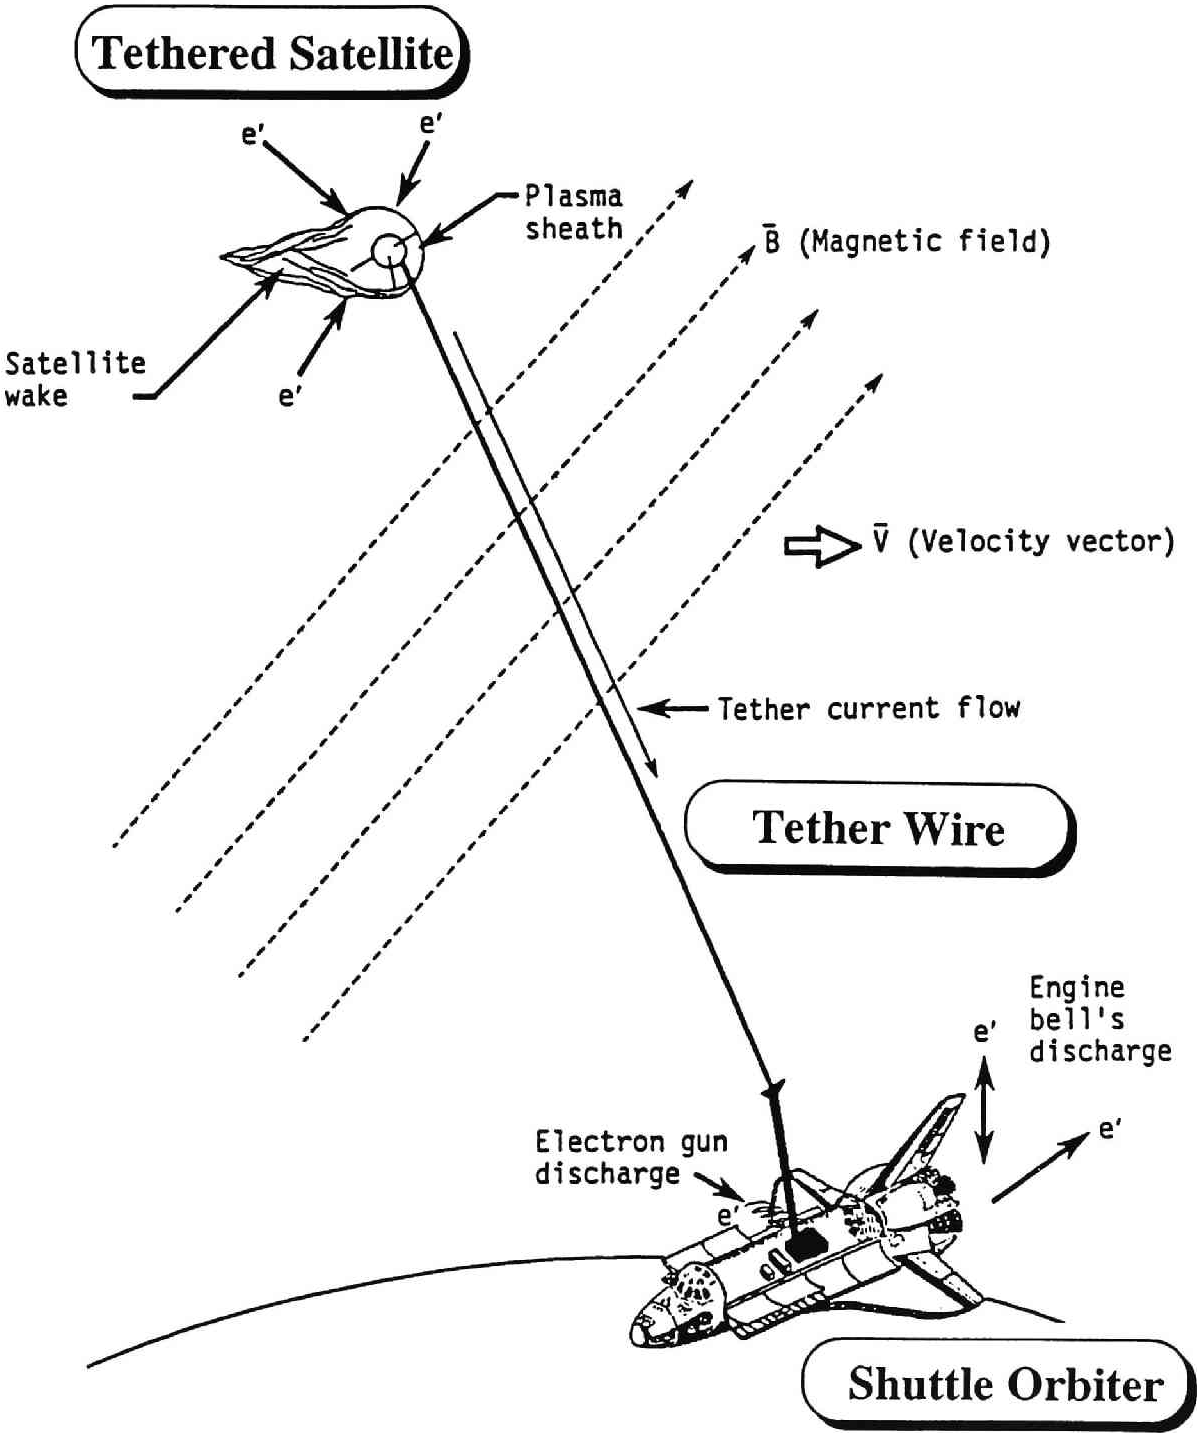 Tethered Satellite
e'
e'
Plasma
sheath
B̄ (Magnetic field)
Satellite
wake
e'
V̄ (Velocity vector)
Tether current flow
Tether Wire
Engine
bell's
discharge
e'
e'
Electron gun
discharge
e'
Shuttle Orbiter